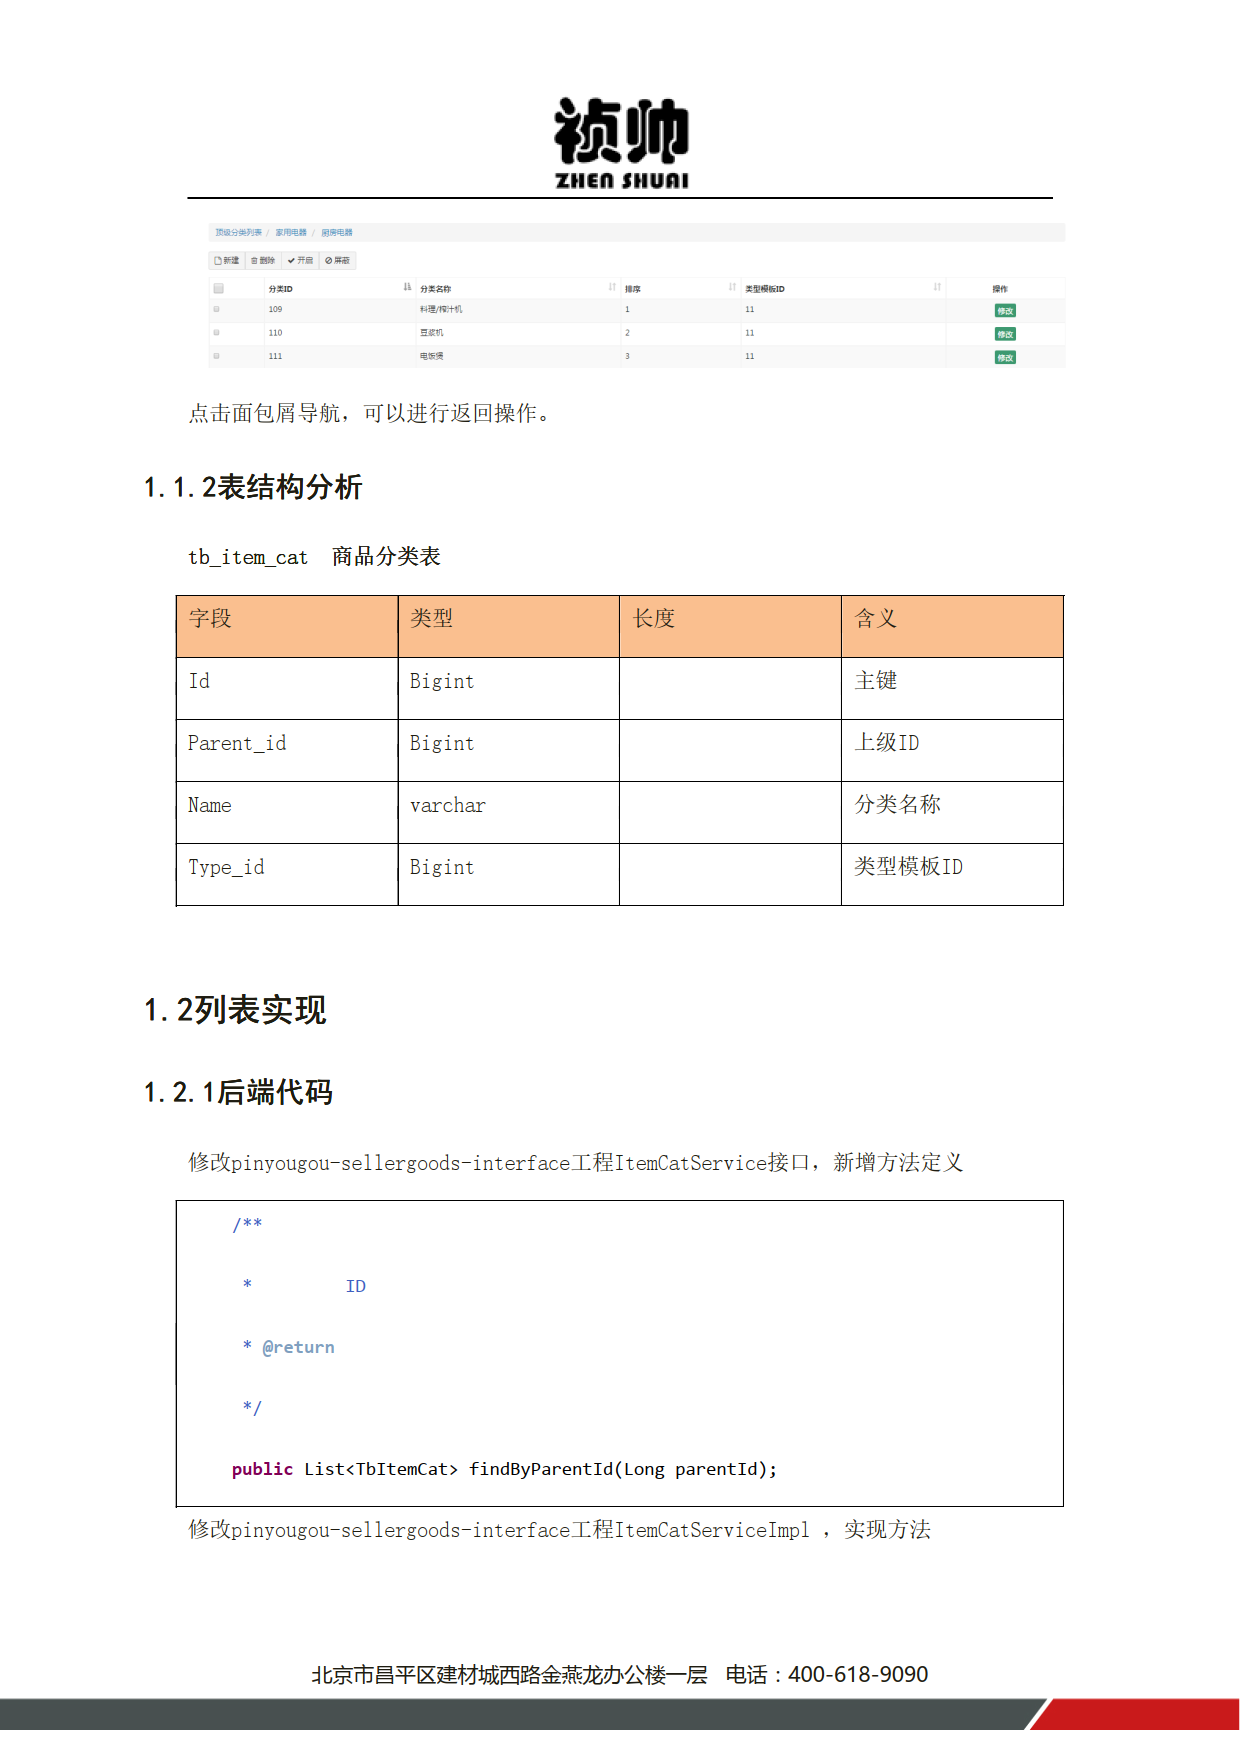 祯帅
ZHEN SHUAI
顶级分类列表 / 家用电器 / 厨房电器
新建 删除 开启 屏蔽
分类ID 分类名称 排序 类型模板ID 操作
109 料理/榨汁机 1 11 修改
110 豆浆机 2 11 修改
111 电饭煲 3 11 修改
点击面包屑导航，可以进行返回操作。
1.1.2表结构分析
tb_item_cat 商品分类表
字段 类型 长度 含义
Id Bigint 主键
Parent_id Bigint 上级ID
Name varchar 分类名称
Type_id Bigint 类型模板ID
1.2列表实现
1.2.1后端代码
修改pinyougou-sellergoods-interface工程ItemCatService接口，新增方法定义
/**
* ID
* @return
*/
public List<TbItemCat> findByParentId(Long parentId);
修改pinyougou-sellergoods-interface工程ItemCatServiceImpl ，实现方法
北京市昌平区建材城西路金燕龙办公楼一层 电话：400-618-9090